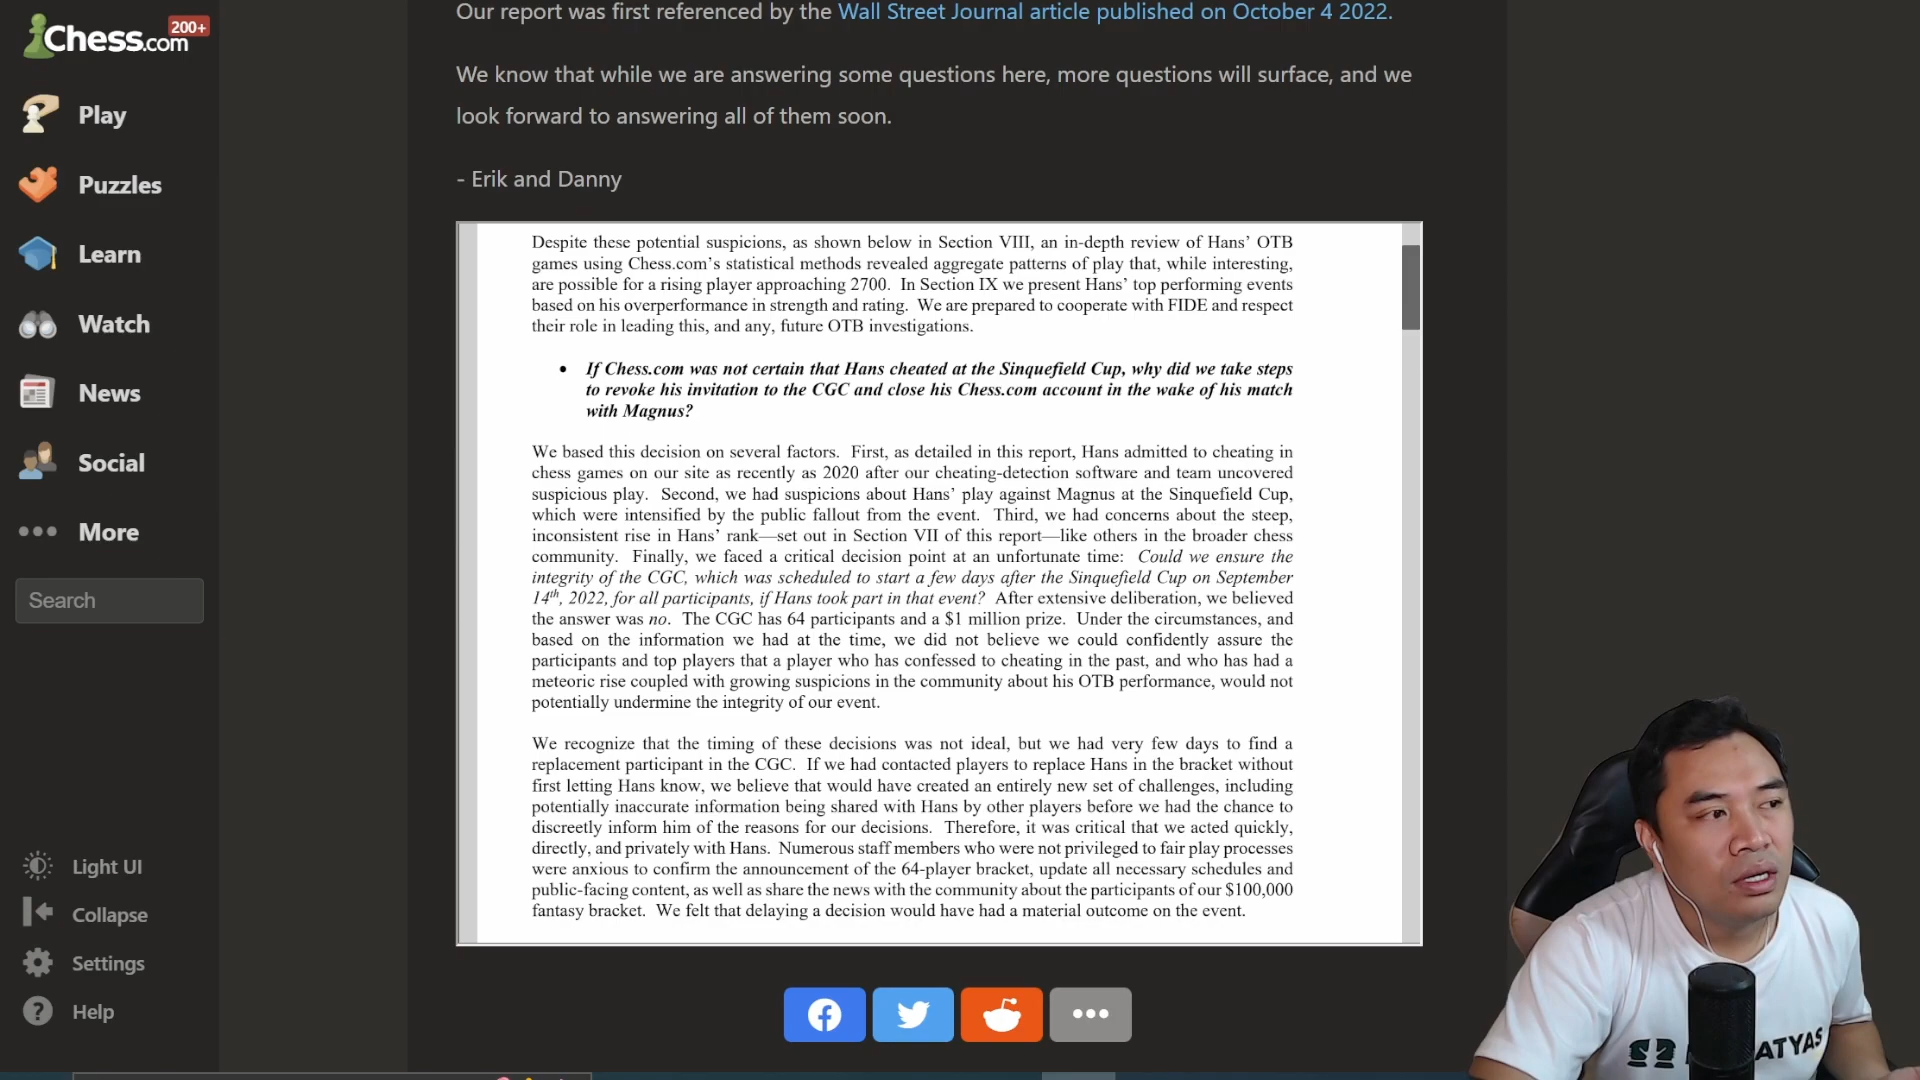 Chess.com
200+
Play
Puzzles
Learn
Watch
News
Social
More
Search
Light UI
Collapse
Settings
Help
Our report was first referenced by the Wall Street Journal article published on October 4 2022.
We know that while we are answering some questions here, more questions will surface, and we
look forward to answering all of them soon.
- Erik and Danny
Despite these potential suspicions, as shown below in Section VIII, an in-depth review of Hans’ OTB
games using Chess.com’s statistical methods revealed aggregate patterns of play that, while interesting,
are possible for a rising player approaching 2700. In Section IX we present Hans’ top performing events
based on his overperformance in strength and rating. We are prepared to cooperate with FIDE and respect
their role in leading this, and any, future OTB investigations.
• If Chess.com was not certain that Hans cheated at the Sinquefield Cup, why did we take steps
to revoke his invitation to the CGC and close his Chess.com account in the wake of his match
with Magnus?
We based this decision on several factors. First, as detailed in this report, Hans admitted to cheating in
chess games on our site as recently as 2020 after our cheating-detection software and team uncovered
suspicious play. Second, we had suspicions about Hans’ play against Magnus at the Sinquefield Cup,
which were intensified by the public fallout from the event. Third, we had concerns about the steep,
inconsistent rise in Hans’ rank—set out in Section VII of this report—like others in the broader chess
community. Finally, we faced a critical decision point at an unfortunate time: Could we ensure the
integrity of the CGC, which was scheduled to start a few days after the Sinquefield Cup on September
14th, 2022, for all participants, if Hans took part in that event? After extensive deliberation, we believed
the answer was no. The CGC has 64 participants and a $1 million prize. Under the circumstances, and
based on the information we had at the time, we did not believe we could confidently assure the
participants and top players that a player who has confessed to cheating in the past, and who has had a
meteoric rise coupled with growing suspicions in the community about his OTB performance, would not
potentially undermine the integrity of our event.
We recognize that the timing of these decisions was not ideal, but we had very few days to find a
replacement participant in the CGC. If we had contacted players to replace Hans in the bracket without
first letting Hans know, we believe that would have created an entirely new set of challenges, including
potentially inaccurate information being shared with Hans by other players before we had the chance to
discreetly inform him of the reasons for our decisions. Therefore, it was critical that we acted quickly,
directly, and privately with Hans. Numerous staff members who were not privileged to fair play processes
were anxious to confirm the announcement of the 64-player bracket, update all necessary schedules and
public-facing content, as well as share the news with the community about the participants of our $100,000
fantasy bracket. We felt that delaying a decision would have had a material outcome on the event.